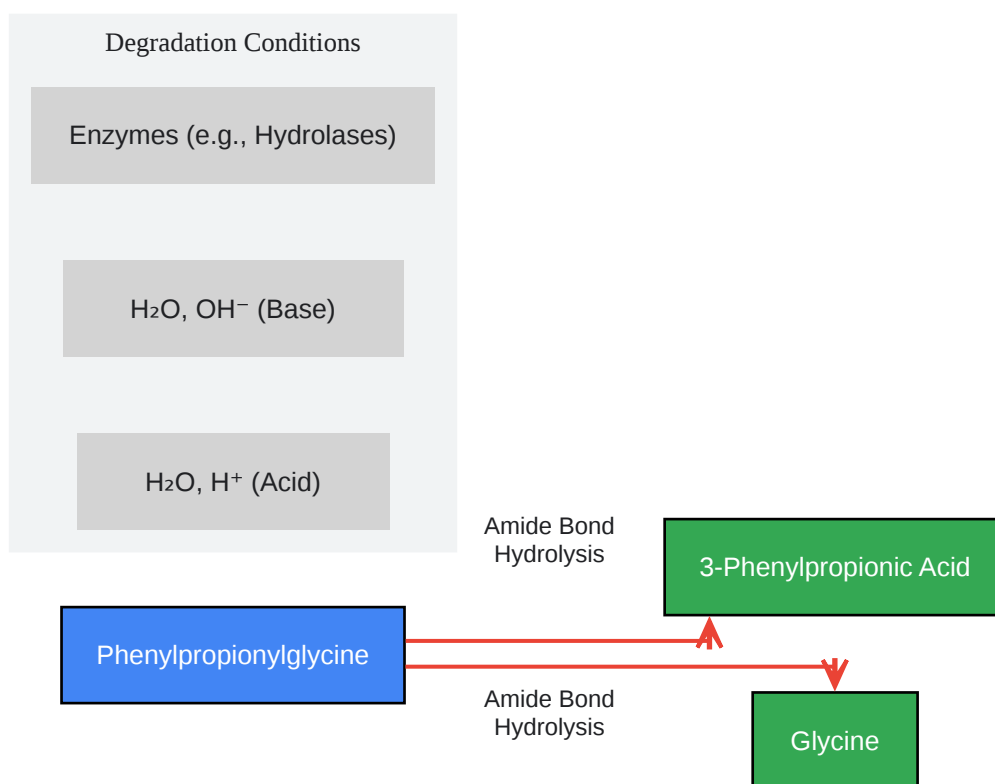 Degradation Conditions
Enzymes (e.g., Hydrolases)
H₂O, OH⁻ (Base)
H₂O, H⁺ (Acid)
Amide Bond
Hydrolysis
3-Phenylpropionic Acid
Phenylpropionylglycine
Amide Bond
Hydrolysis
Glycine